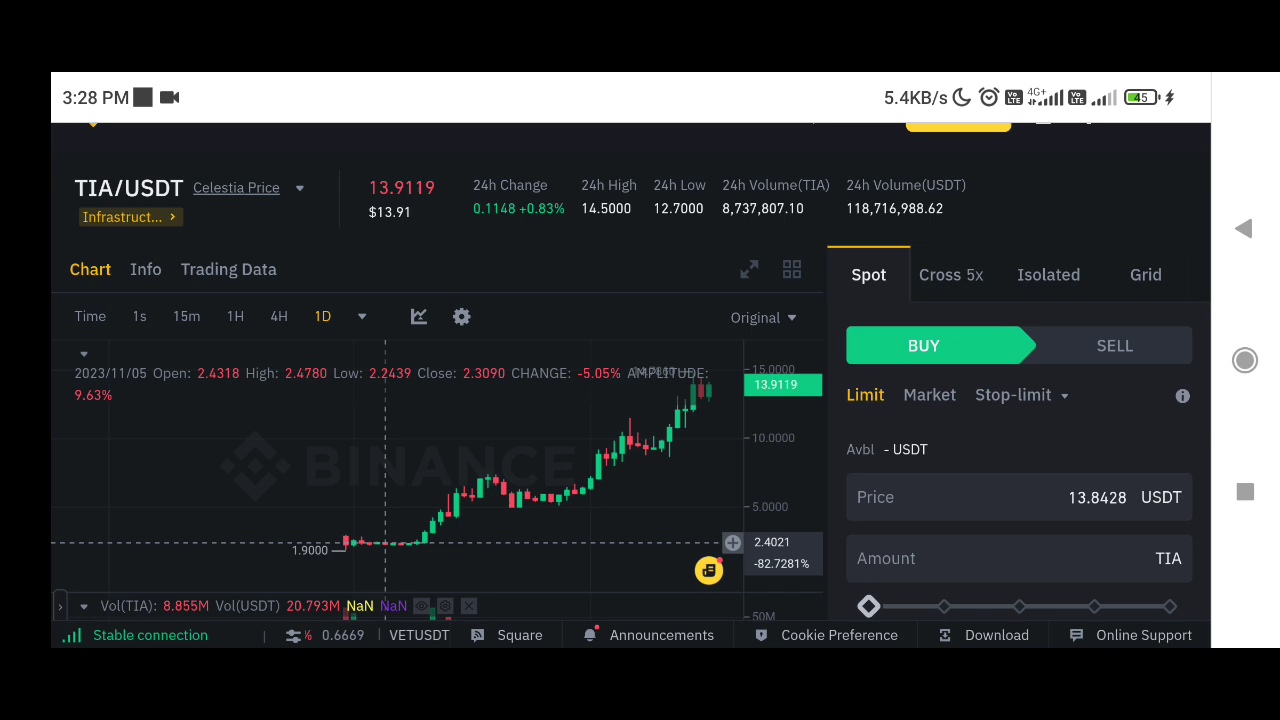 3:28 PM 5.4KB/s Vo LTE 4G+ Vo LTE 45
TIA/USDT Celestia Price 13.9119 24h Change 24h High 24h Low 24h Volume(TIA) 24h Volume(USDT)
Infrastruct... > $13.91 0.1148 +0.83% 14.5000 12.7000 8,737,807.10 118,716,988.62
Chart Info Trading Data
Spot Cross 5x Isolated Grid
Time 1s 15m 1H 4H 1D Original
BUY SELL
2023/11/05 Open: 2.4318 High: 2.4780 Low: 2.2439 Close: 2.3090 CHANGE: -5.05% AMPLITUDE:
9.63%
15.0000
13.9119
Limit Market Stop-limit
10.0000
Avbl - USDT
BINANCE
Price 13.8428 USDT
5.0000
2.4021
1.9000
-82.7281%
Amount TIA
Vol(TIA): 8.855M Vol(USDT) 20.793M NaN NaN
50M
Stable connection % 0.6669 VETUSDT Square Announcements Cookie Preference Download Online Support